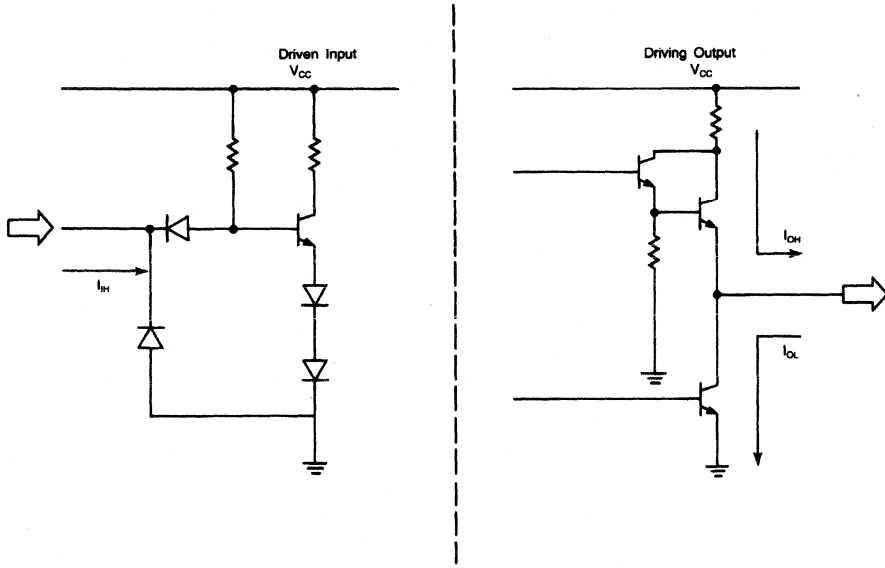 Driven Input
VCC
IIH
Driving Output
VCC
IOH
IOL